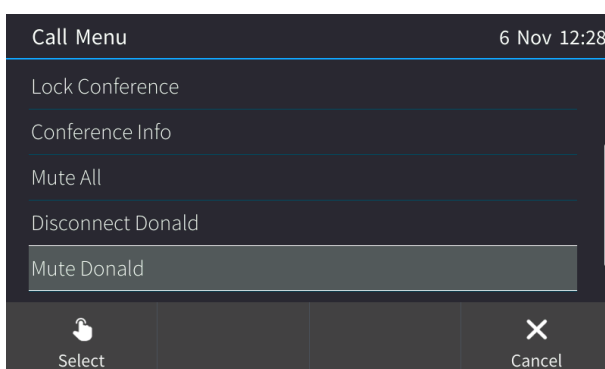 Call Menu 6 Nov 12:28
Lock Conference
Conference Info
Mute All
Disconnect Donald
Mute Donald
Select Cancel